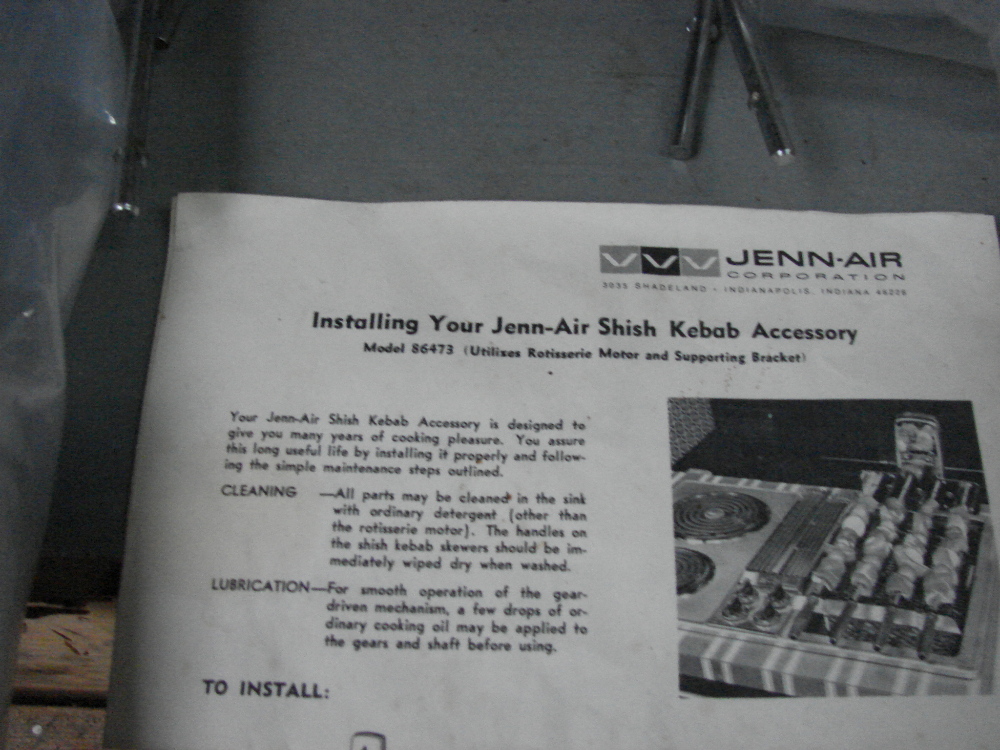 JENN-AIR
CORPORATION
3035 SHADELAND • INDIANAPOLIS, INDIANA 46226
Installing Your Jenn-Air Shish Kebab Accessory
Model 86473 (Utilizes Rotisserie Motor and Supporting Bracket)
Your Jenn-Air Shish Kebab Accessory is designed to
give you many years of cooking pleasure. You assure
this long useful life by installing it properly and follow-
ing the simple maintenance steps outlined.
CLEANING —All parts may be cleaned in the sink
with ordinary detergent (other than
the rotisserie motor). The handles on
the shish kebab skewers should be im-
mediately wiped dry when washed.
LUBRICATION—For smooth operation of the gear-
driven mechanism, a few drops of or-
dinary cooking oil may be applied to
the gears and shaft before using.
TO INSTALL: